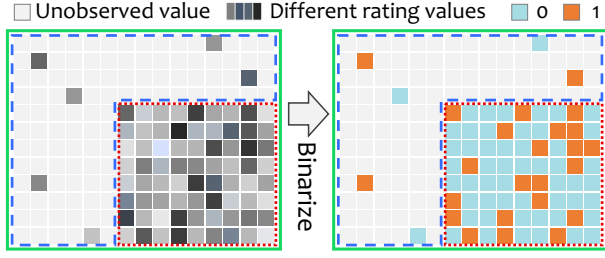 Unobserved value Different rating values 0 1
Binarize